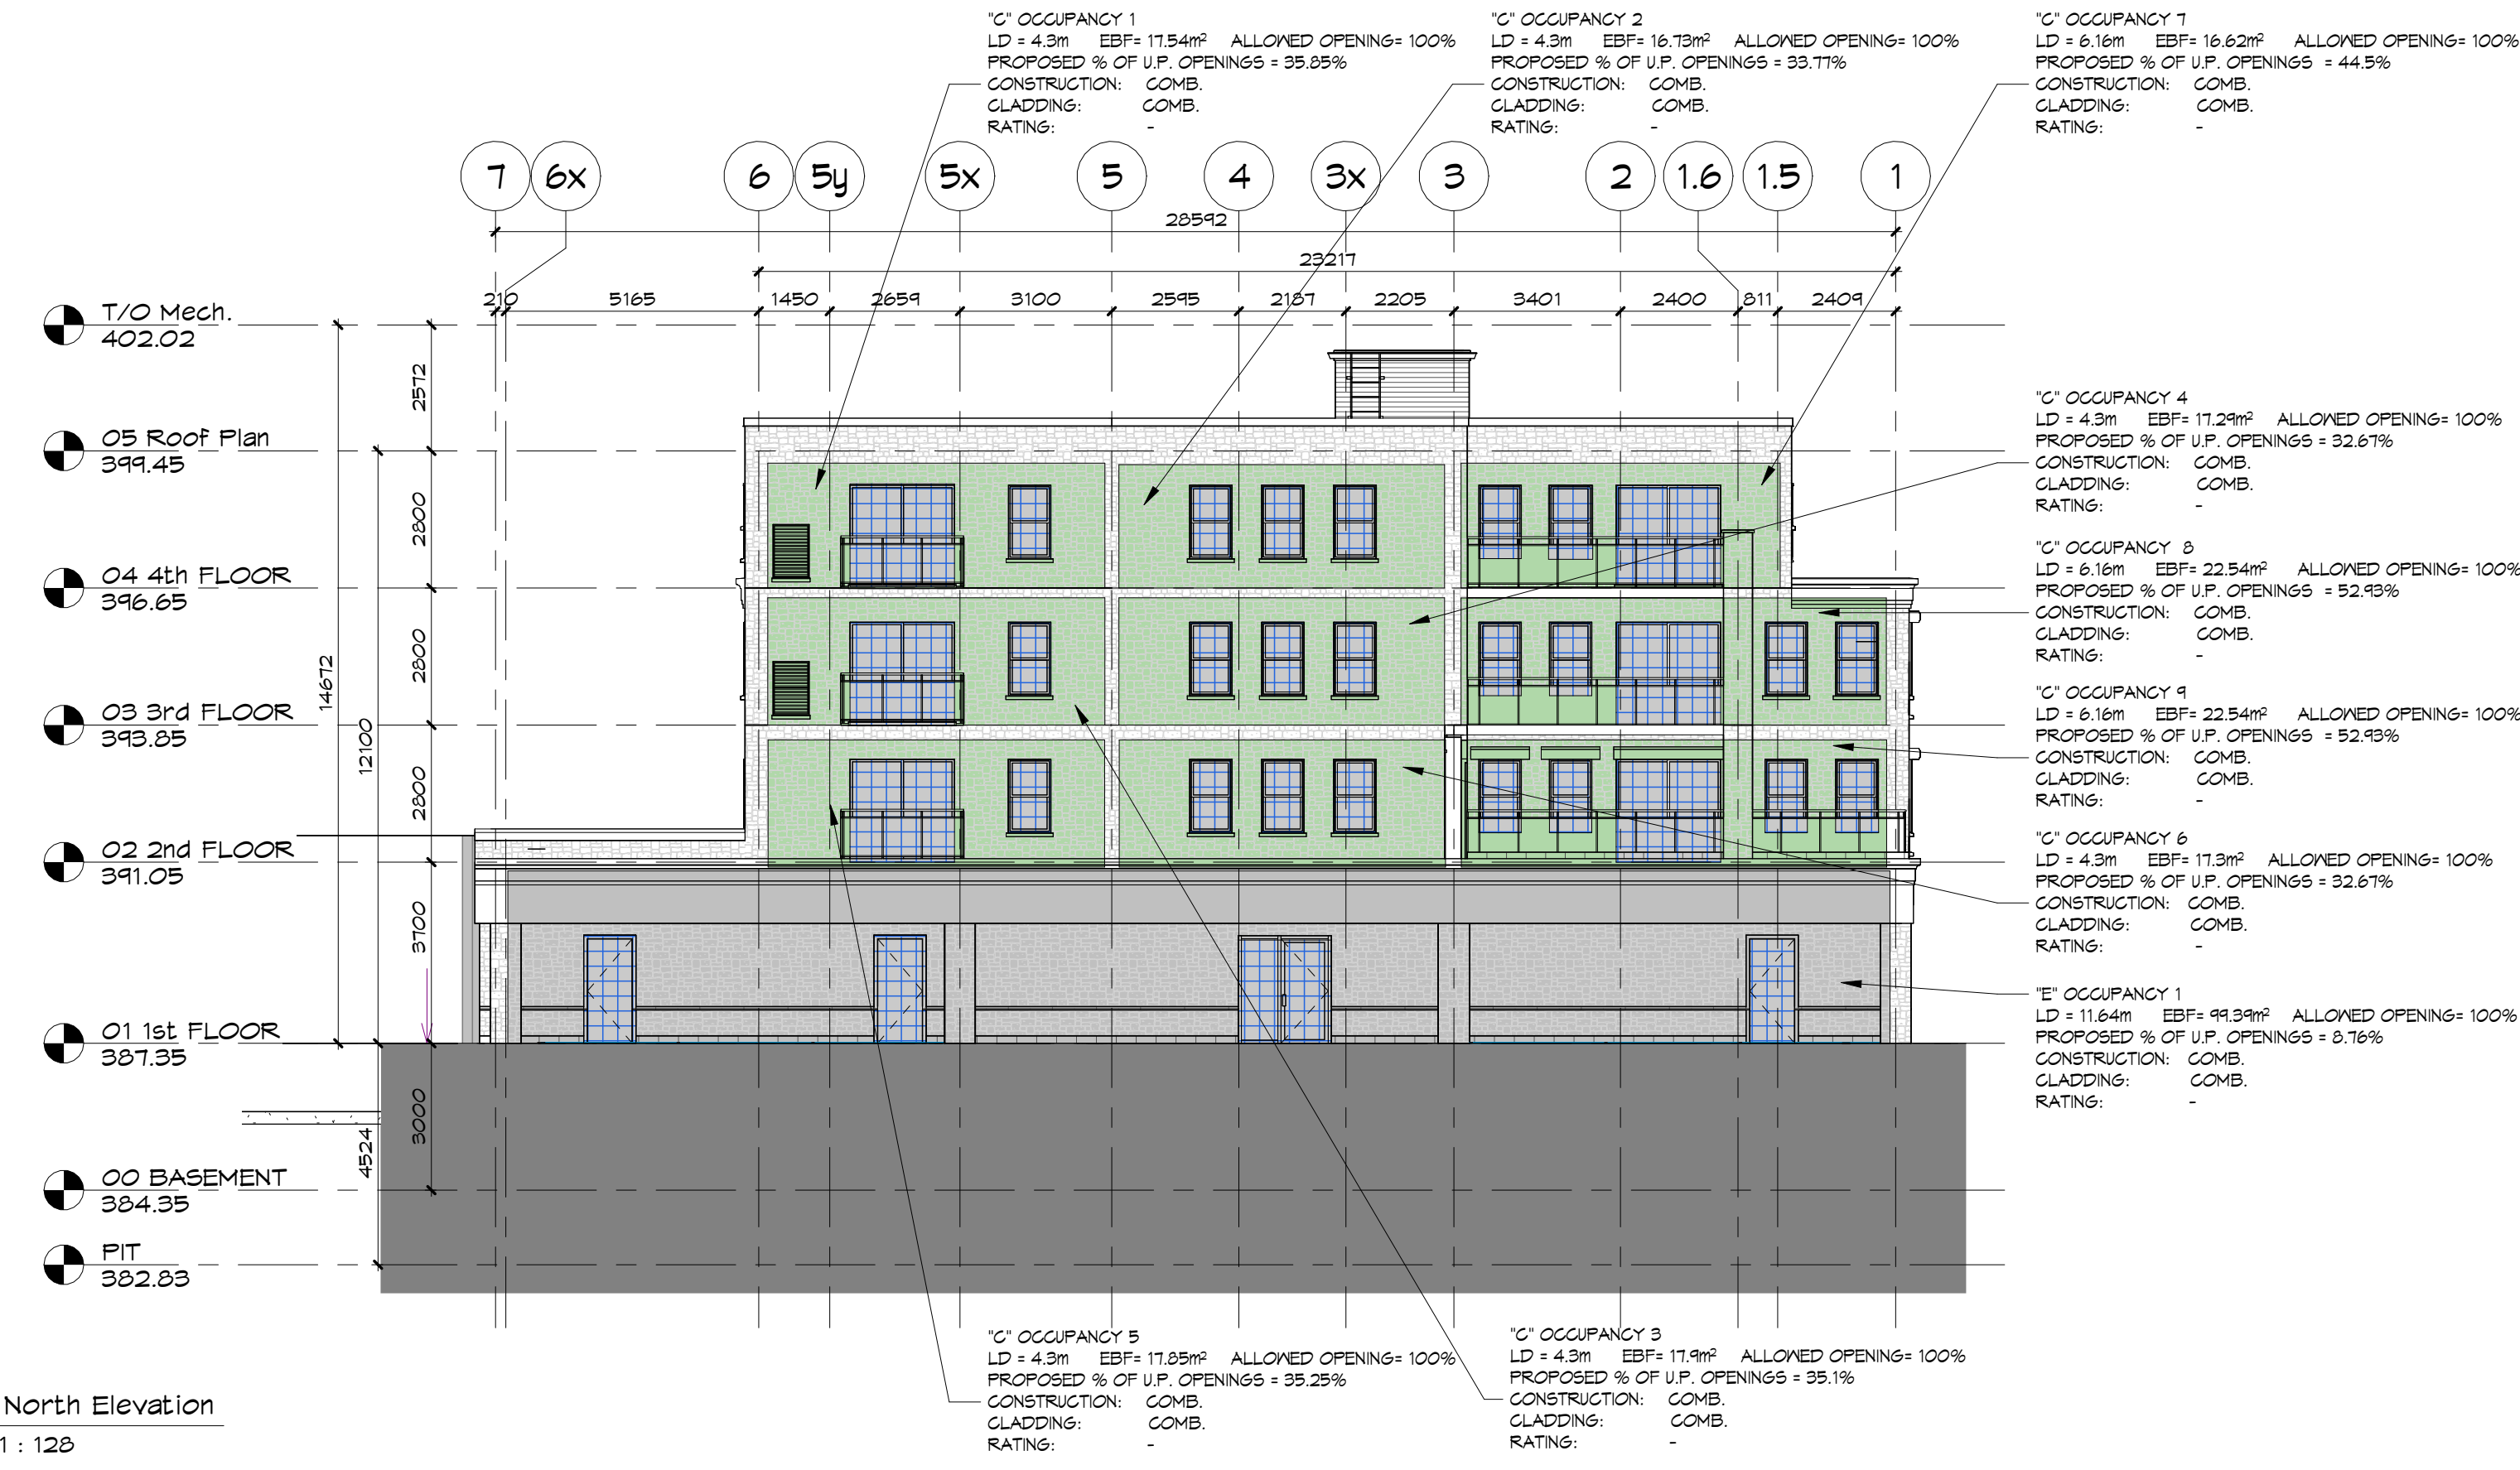 "C" OCCUPANCY 1
LD = 4.3m EBF= 17.54m² ALLOWED OPENING= 100%
PROPOSED % OF U.P. OPENINGS = 35.85%
CONSTRUCTION: COMB.
CLADDING: COMB.
RATING: -
"C" OCCUPANCY 2
LD = 4.3m EBF= 16.73m² ALLOWED OPENING= 100%
PROPOSED % OF U.P. OPENINGS = 33.77%
CONSTRUCTION: COMB.
CLADDING: COMB.
RATING: -
"C" OCCUPANCY 7
LD = 6.16m EBF= 16.62m² ALLOWED OPENING= 100%
PROPOSED % OF U.P. OPENINGS = 44.5%
CONSTRUCTION: COMB.
CLADDING: COMB.
RATING: -
7 6x 6 5y 5x 5 4 3x 3 2 1.6 1.5 1
28592
23217
210 5165 1450 2659 3100 2595 2187 2205 3401 2400 811 2409
T/O Mech.
402.02
05 Roof Plan
399.45
04 4th FLOOR
396.65
03 3rd FLOOR
393.85
02 2nd FLOOR
391.05
01 1st FLOOR
387.35
00 BASEMENT
384.35
PIT
382.83
14672
12100
4524
2572
2800
2800
2800
3700
3000
"C" OCCUPANCY 4
LD = 4.3m EBF= 17.29m² ALLOWED OPENING= 100%
PROPOSED % OF U.P. OPENINGS = 32.67%
CONSTRUCTION: COMB.
CLADDING: COMB.
RATING: -
"C" OCCUPANCY 8
LD = 6.16m EBF= 22.54m² ALLOWED OPENING= 100%
PROPOSED % OF U.P. OPENINGS = 52.93%
CONSTRUCTION: COMB.
CLADDING: COMB.
RATING: -
"C" OCCUPANCY 9
LD = 6.16m EBF= 22.54m² ALLOWED OPENING= 100%
PROPOSED % OF U.P. OPENINGS = 52.93%
CONSTRUCTION: COMB.
CLADDING: COMB.
RATING: -
"C" OCCUPANCY 6
LD = 4.3m EBF= 17.3m² ALLOWED OPENING= 100%
PROPOSED % OF U.P. OPENINGS = 32.67%
CONSTRUCTION: COMB.
CLADDING: COMB.
RATING: -
"E" OCCUPANCY 1
LD = 11.64m EBF= 99.39m² ALLOWED OPENING= 100%
PROPOSED % OF U.P. OPENINGS = 8.76%
CONSTRUCTION: COMB.
CLADDING: COMB.
RATING: -
"C" OCCUPANCY 5
LD = 4.3m EBF= 17.85m² ALLOWED OPENING= 100%
PROPOSED % OF U.P. OPENINGS = 35.25%
CONSTRUCTION: COMB.
CLADDING: COMB.
RATING: -
"C" OCCUPANCY 3
LD = 4.3m EBF= 17.9m² ALLOWED OPENING= 100%
PROPOSED % OF U.P. OPENINGS = 35.1%
CONSTRUCTION: COMB.
CLADDING: COMB.
RATING: -
North Elevation
1 : 128